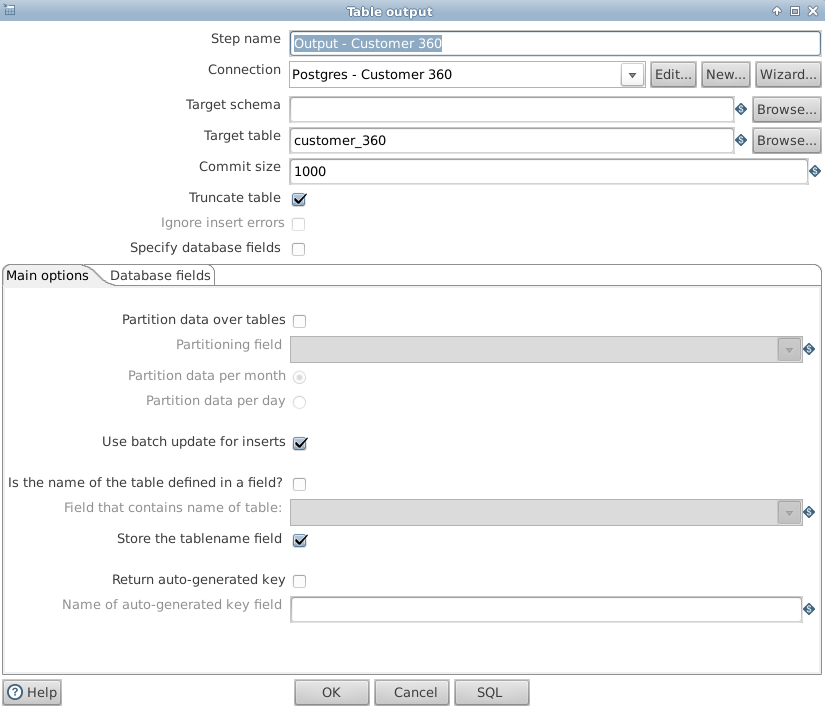 Table output
Step name Output - Customer 360
Connection Postgres - Customer 360 Edit... New... Wizard...
Target schema Browse...
Target table customer_360 Browse...
Commit size 1000
Truncate table
Ignore insert errors
Specify database fields
Main options Database fields
Partition data over tables
Partitioning field
Partition data per month
Partition data per day
Use batch update for inserts
Is the name of the table defined in a field?
Field that contains name of table:
Store the tablename field
Return auto-generated key
Name of auto-generated key field
Help OK Cancel SQL